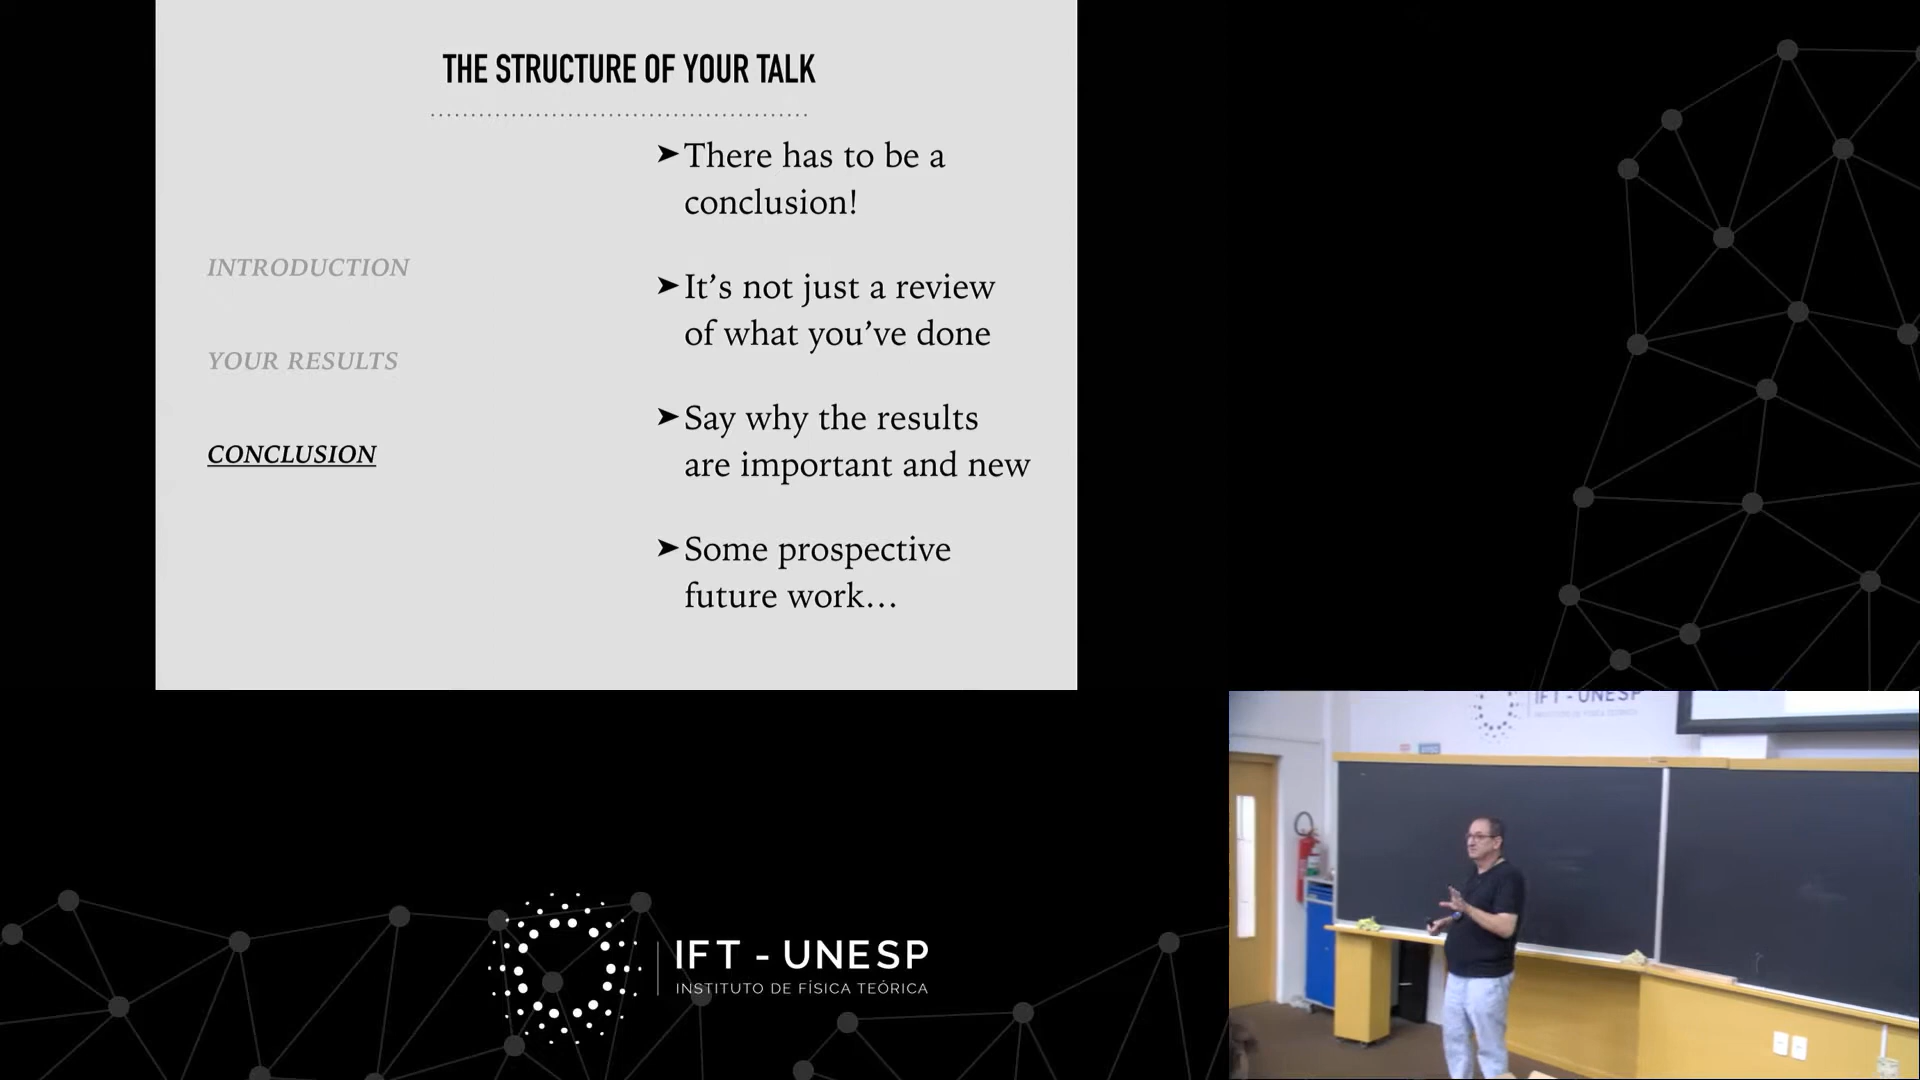 THE STRUCTURE OF YOUR TALK
INTRODUCTION
YOUR RESULTS
CONCLUSION
➤There has to be a
conclusion!
➤It’s not just a review
of what you’ve done
➤Say why the results
are important and new
➤Some prospective
future work…
IFT - UNESP
INSTITUTO DE FÍSICA TEÓRICA
IFT - UNESP